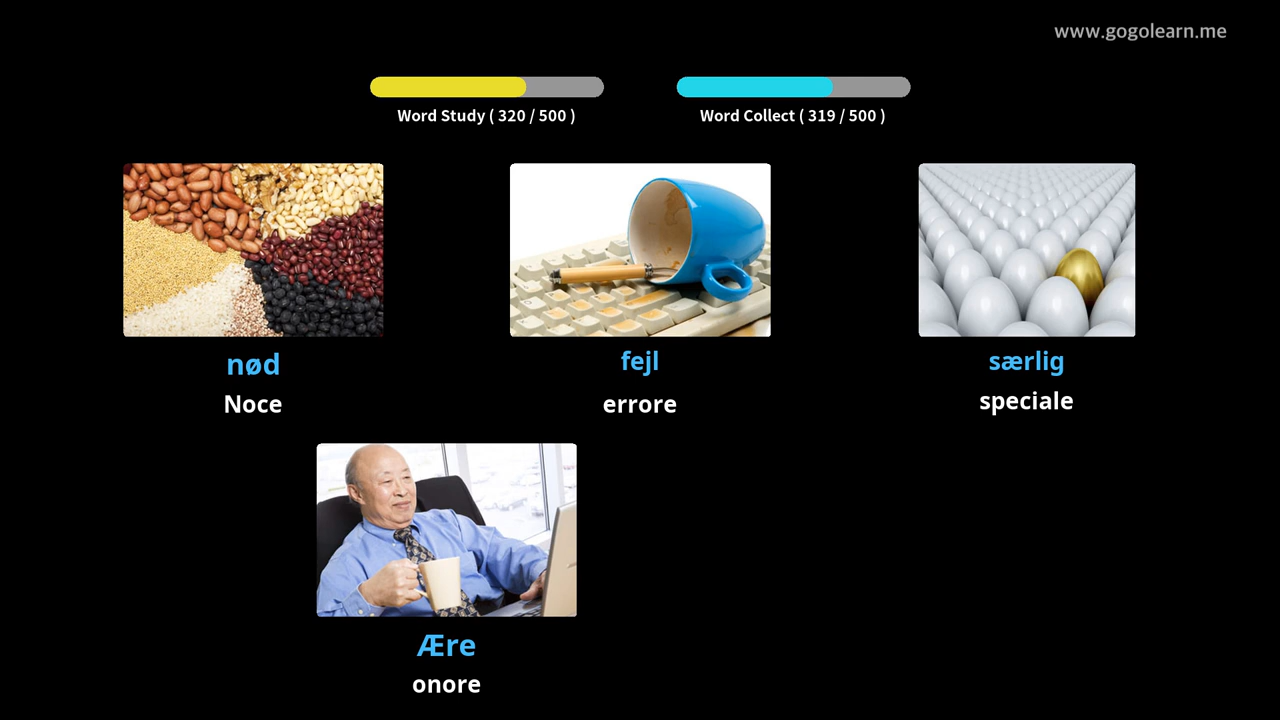 www.gogolearn.me
Word Study ( 320 / 500 )
Word Collect ( 319 / 500 )
nød
Noce
fejl
errore
særlig
speciale
Ære
onore